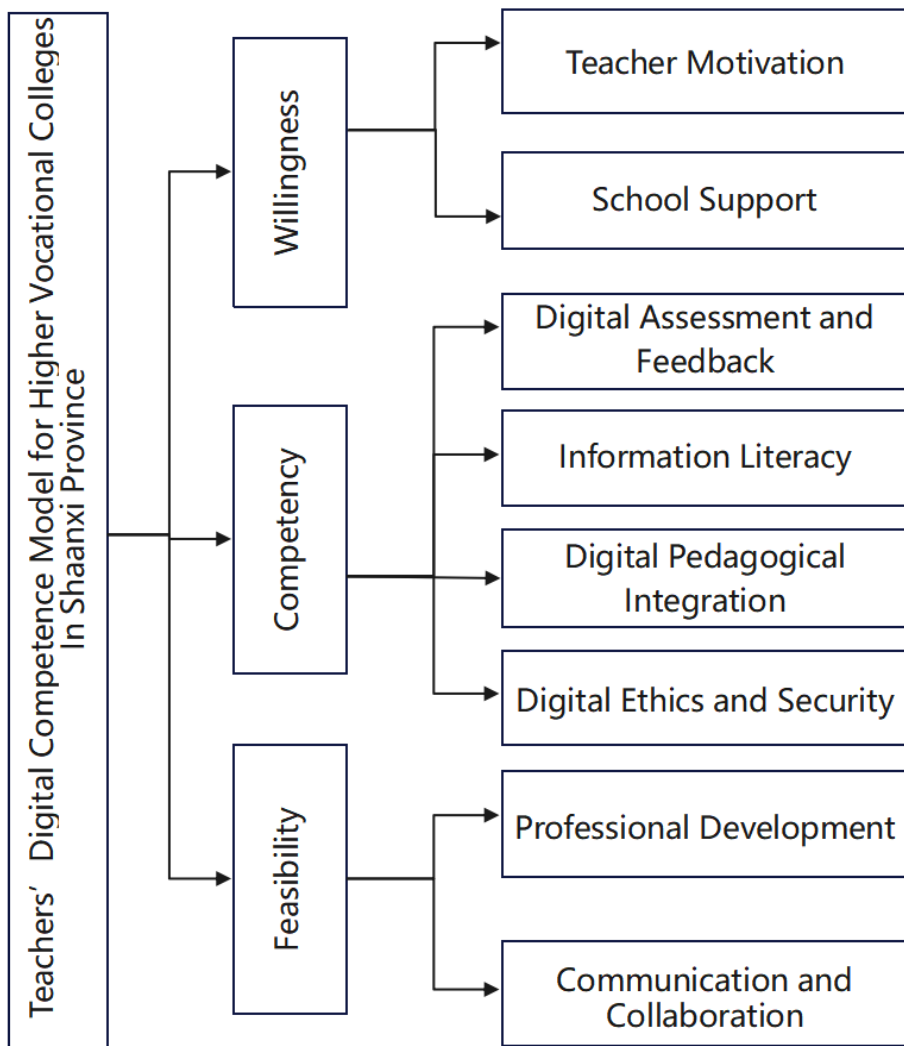 Teachers' Digital Competence Model for Higher Vocational Colleges
In Shaanxi Province
Willingness
Teacher Motivation
School Support
Competency
Digital Assessment and
Feedback
Information Literacy
Digital Pedagogical
Integration
Digital Ethics and Security
Feasibility
Professional Development
Communication and
Collaboration